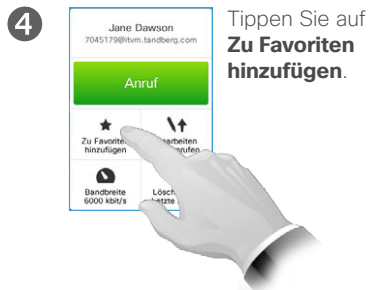 4
Jane Dawson
7045179@itvm.tandberg.com
Anruf
Zu Favoriten
hinzufügen
Bandbreite
6000 kbit/s
Tippen Sie auf
Zu Favoriten
hinzufügen.